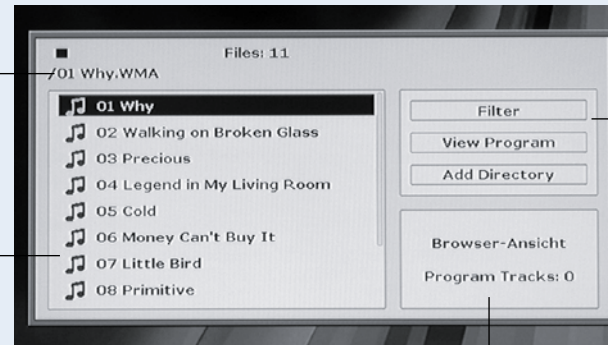 Files: 11
/01 Why.WMA
01 Why
02 Walking on Broken Glass
03 Precious
04 Legend in My Living Room
05 Cold
06 Money Can't Buy It
07 Little Bird
08 Primitive
Filter
View Program
Add Directory
Browser-Ansicht
Program Tracks: 0